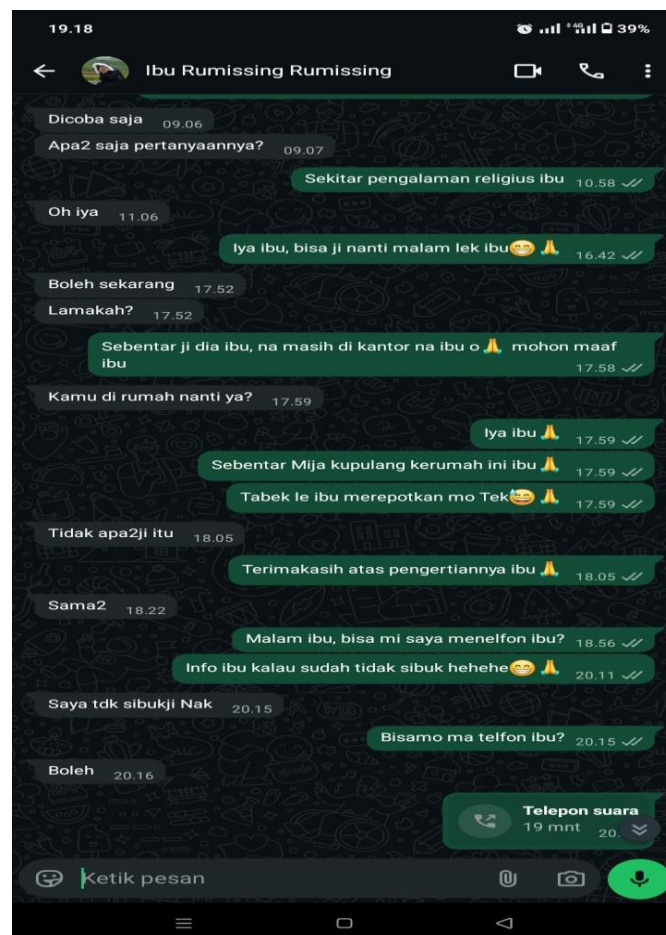 19.18
4G 39%
Ibu Rumissing Rumissing
Dicoba saja 09.06
Apa2 saja pertanyaannya? 09.07
Sekitar pengalaman religius ibu 10.58
Oh iya 11.06
Iya ibu, bisa ji nanti malam lek ibu😁🙏 16.42
Boleh sekarang 17.52
Lamakah? 17.52
Sebentar ji dia ibu, na masih di kantor na ibu o🙏 mohon maaf
ibu 17.58
Kamu di rumah nanti ya? 17.59
Iya ibu🙏 17.59
Sebentar Mija kupulang kerumah ini ibu🙏 17.59
Tabek le ibu merepotkan mo Tek😅🙏 17.59
Tidak apa2ji itu 18.05
Terimakasih atas pengertiannya ibu🙏 18.05
Sama2 18.22
Malam ibu, bisa mi saya menelfon ibu? 18.56
Info ibu kalau sudah tidak sibuk hehehe😁🙏 20.11
Saya tdk sibukji Nak 20.15
Bisamo ma telfon ibu? 20.15
Boleh 20.16
Telepon suara
19 mnt 20.
Ketik pesan